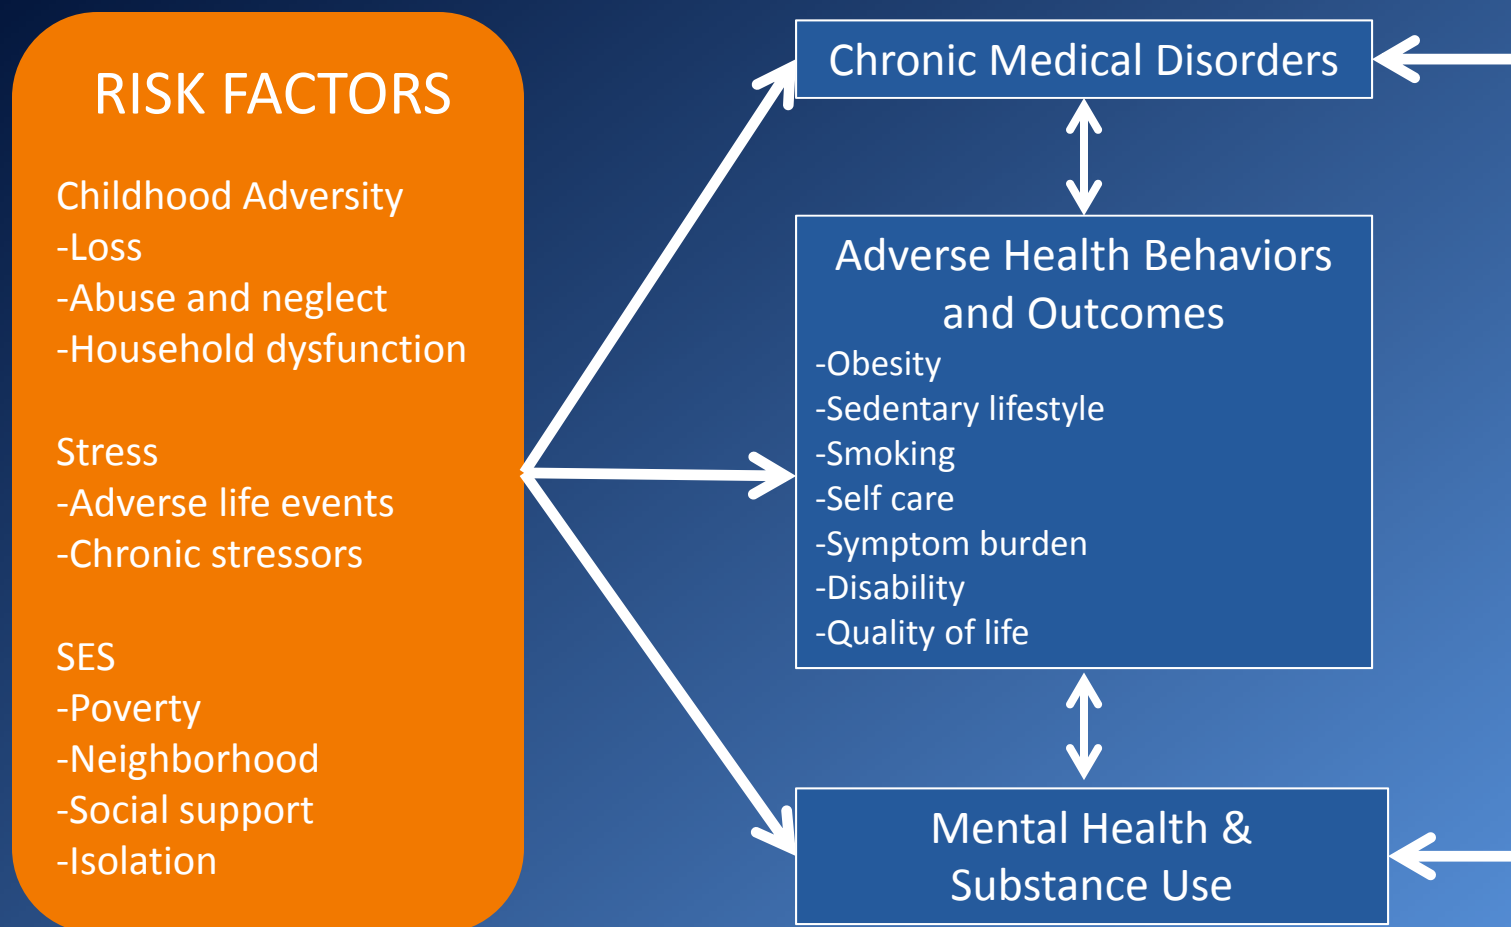 RISK FACTORS
Childhood Adversity
-Loss
-Abuse and neglect
-Household dysfunction
Stress
-Adverse life events
-Chronic stressors
SES
-Poverty
-Neighborhood
-Social support
-Isolation
Chronic Medical Disorders
Adverse Health Behaviors
and Outcomes
-Obesity
-Sedentary lifestyle
-Smoking
-Self care
-Symptom burden
-Disability
-Quality of life
Mental Health &
Substance Use